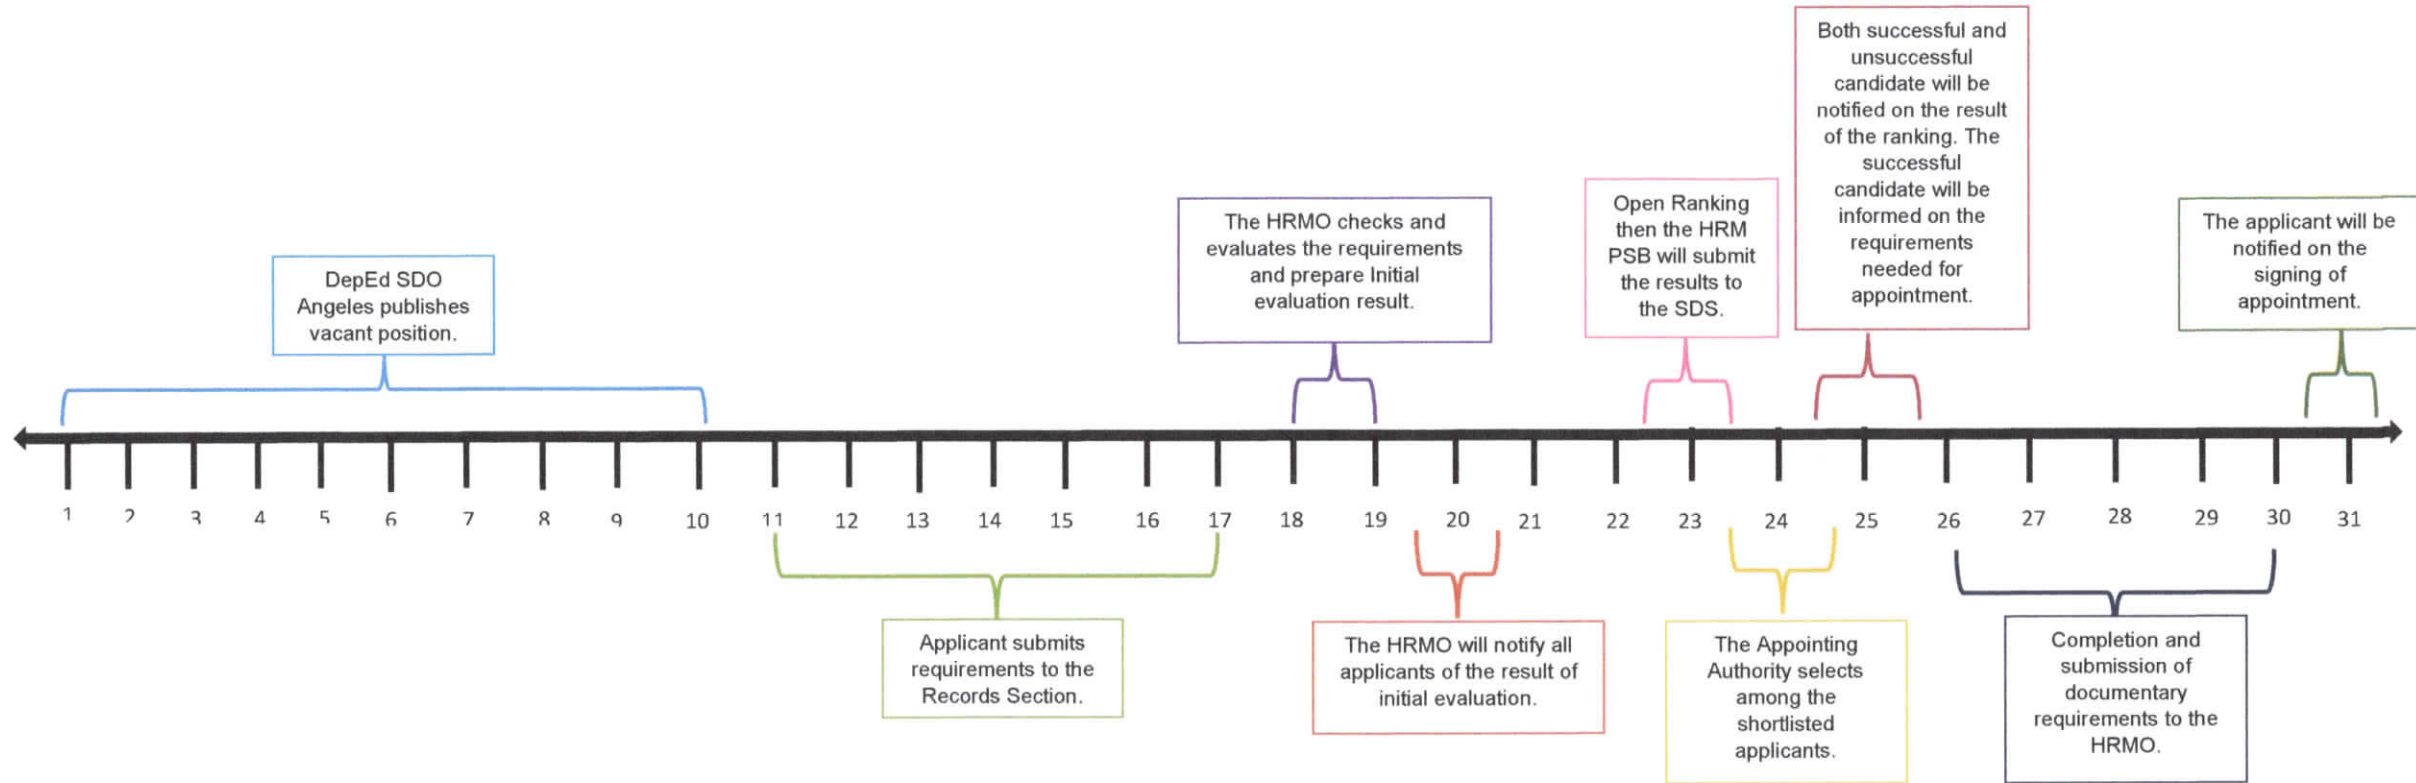 Both successful and
unsuccessful
candidate will be
notified on the result
of the ranking. The
successful
candidate will be
informed on the
requirements
needed for
appointment.
Open Ranking
then the HRM
PSB will submit
the results to
the SDS.
The HRMO checks and
evaluates the requirements
and prepare Initial
evaluation result.
The applicant will be
notified on the
signing of
appointment.
DepEd SDO
Angeles publishes
vacant position.
1 2 3 4 5 6 7 8 9 10 11 12 13 14 15 16 17 18 19 20 21 22 23 24 25 26 27 28 29 30 31
Applicant submits
requirements to the
Records Section.
The HRMO will notify all
applicants of the result of
initial evaluation.
The Appointing
Authority selects
among the
shortlisted
applicants.
Completion and
submission of
documentary
requirements to the
HRMO.